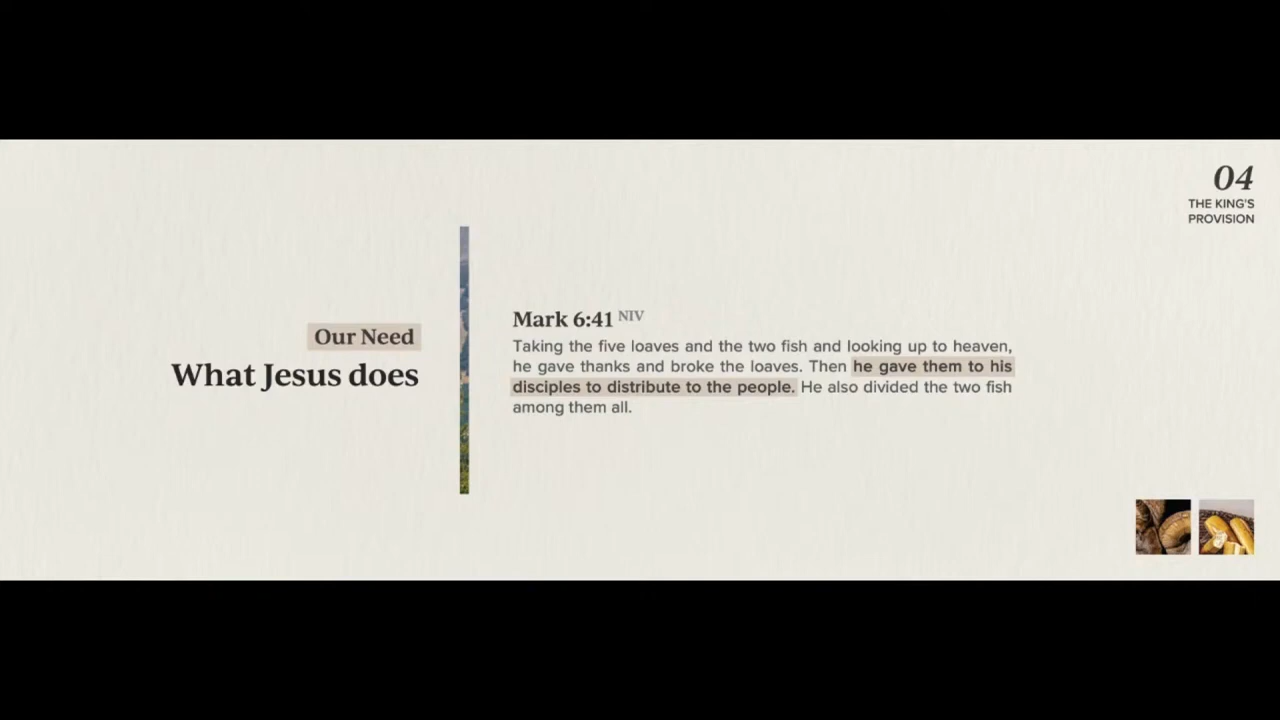 04
THE KING'S
PROVISION
Our Need
What Jesus does
Mark 6:41 NIV
Taking the five loaves and the two fish and looking up to heaven,
he gave thanks and broke the loaves. Then he gave them to his
disciples to distribute to the people. He also divided the two fish
among them all.